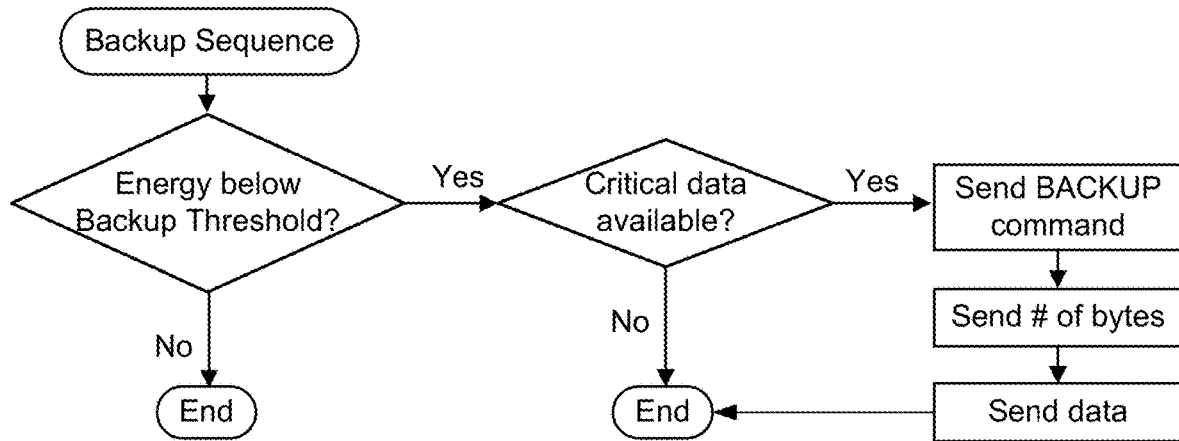 Backup Sequence
Energy below
Backup Threshold?
Yes
Critical data
available?
Yes
Send BACKUP
command
No
No
Send # of bytes
End
End
Send data